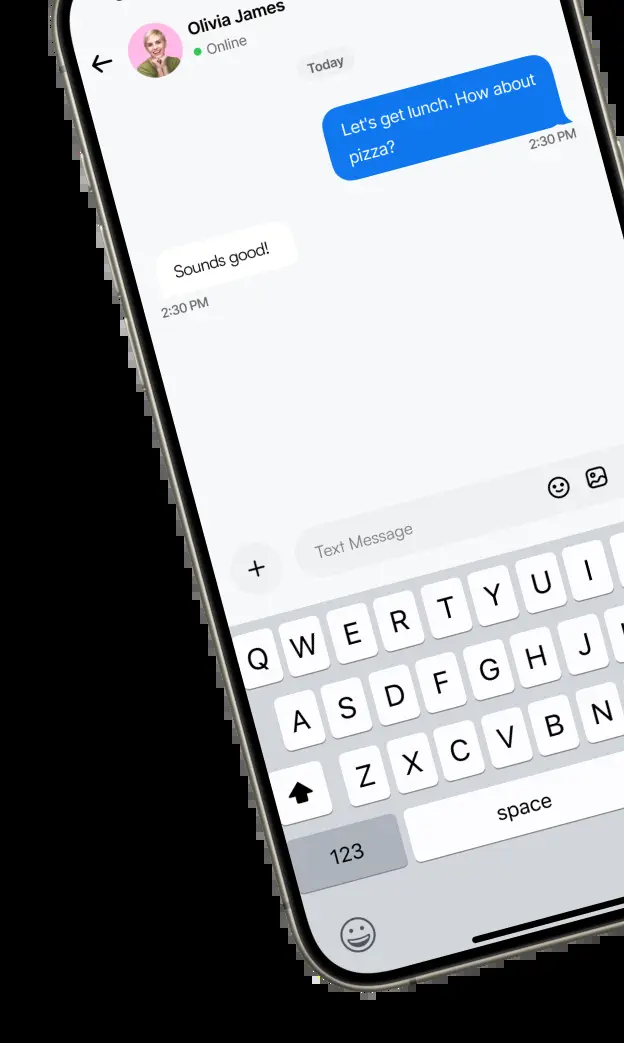 Olivia James
Online
Today
Let's get lunch. How about
pizza?
2:30 PM
Sounds good!
2:30 PM
Text Message
Q W E R T Y U I
A S D F G H J
Z X C V B N
123 space